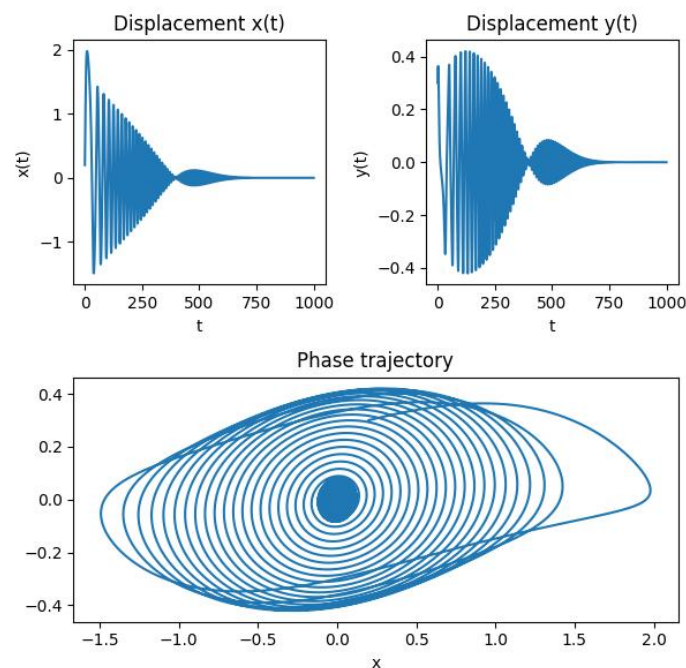 Displacement x(t)
2
1
0
−1
x(t)
0 250 500 750 1000
t
Displacement y(t)
0.4
0.2
0.0
−0.2
−0.4
y(t)
0 250 500 750 1000
t
Phase trajectory
0.4
0.2
0.0
−0.2
−0.4
−1.5 −1.0 −0.5 0.0 0.5 1.0 1.5 2.0
x